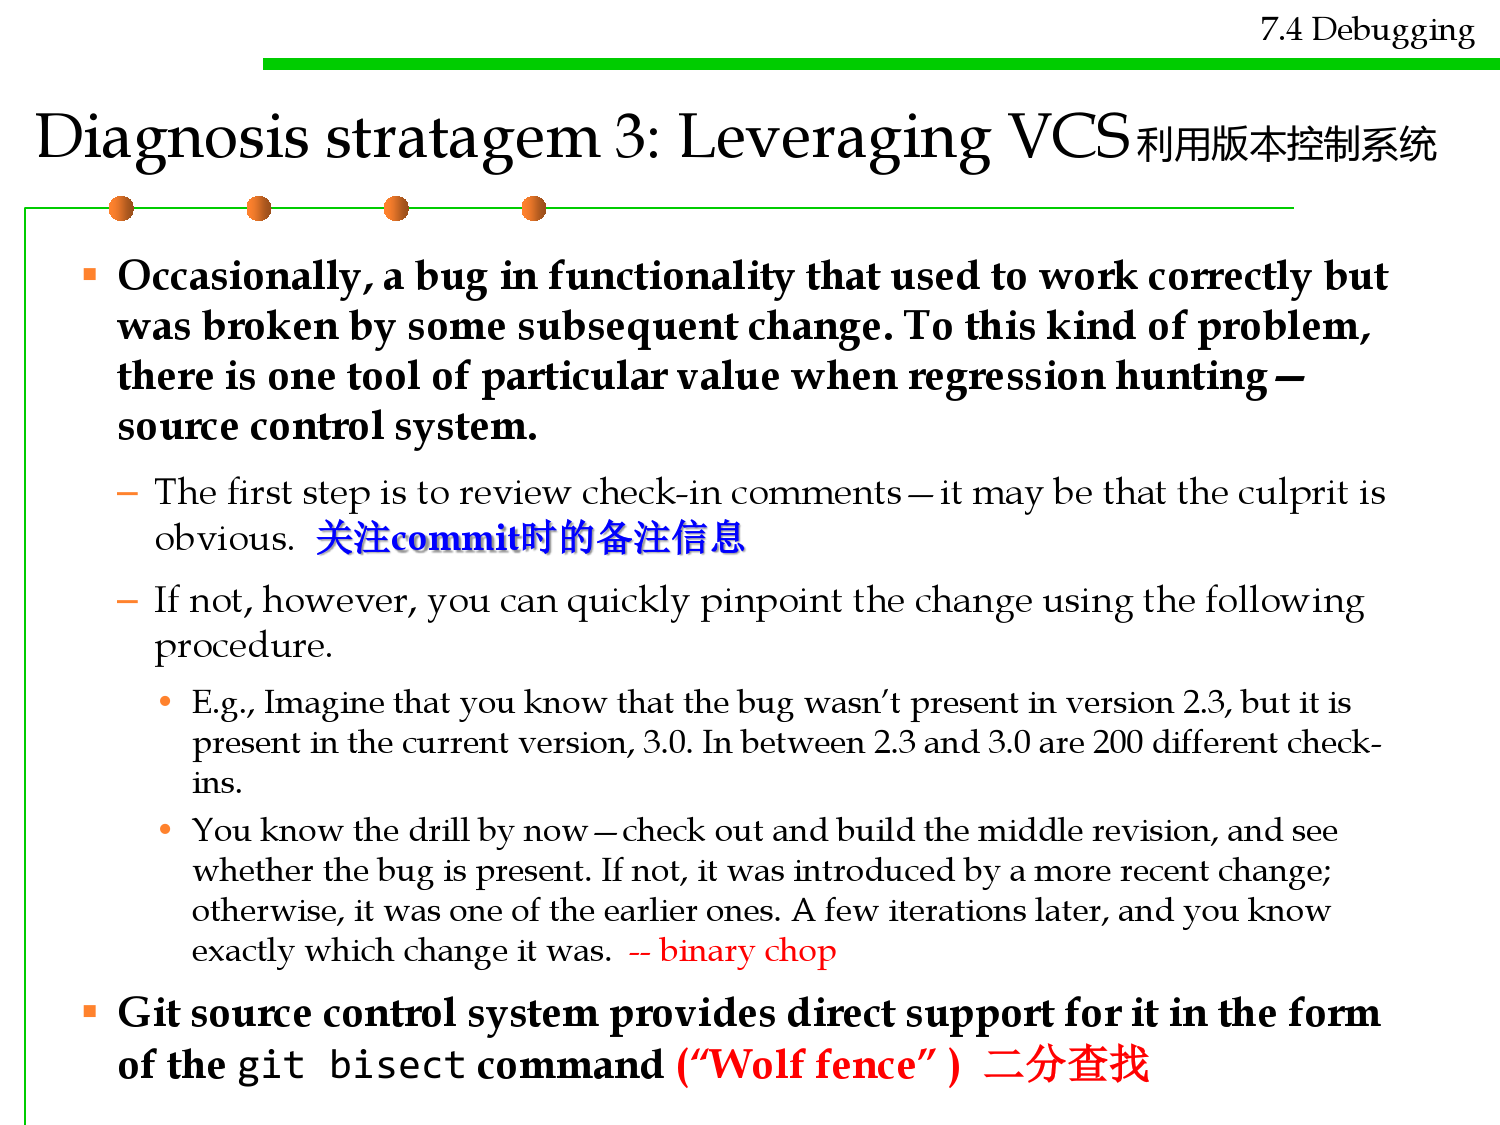 7.4 Debugging
Diagnosis stratagem 3: Leveraging VCS利用版本控制系统
▪ Occasionally, a bug in functionality that used to work correctly but
was broken by some subsequent change. To this kind of problem,
there is one tool of particular value when regression hunting—
source control system.
– The first step is to review check-in comments—it may be that the culprit is
obvious. 关注commit时的备注信息
– If not, however, you can quickly pinpoint the change using the following
procedure.
• E.g., Imagine that you know that the bug wasn’t present in version 2.3, but it is
present in the current version, 3.0. In between 2.3 and 3.0 are 200 different check-
ins.
• You know the drill by now—check out and build the middle revision, and see
whether the bug is present. If not, it was introduced by a more recent change;
otherwise, it was one of the earlier ones. A few iterations later, and you know
exactly which change it was. -- binary chop
▪ Git source control system provides direct support for it in the form
of the git bisect command (“Wolf fence” ) 二分查找